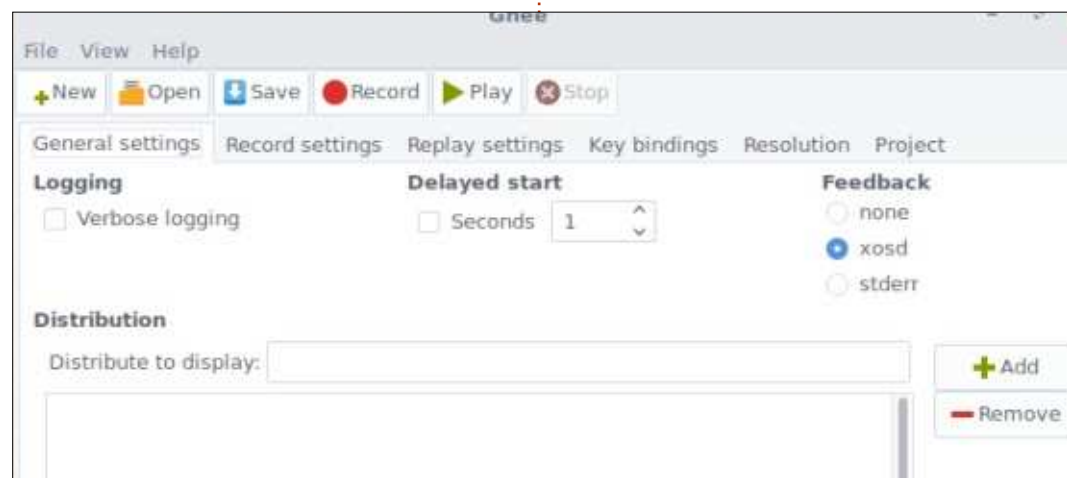 Ghee
File View Help
New Open Save Record Play Stop
General settings Record settings Replay settings Key bindings Resolution Project
Logging Delayed start Feedback
Verbose logging Seconds 1 none
xosd
stderr
Distribution
Distribute to display: Add
Remove